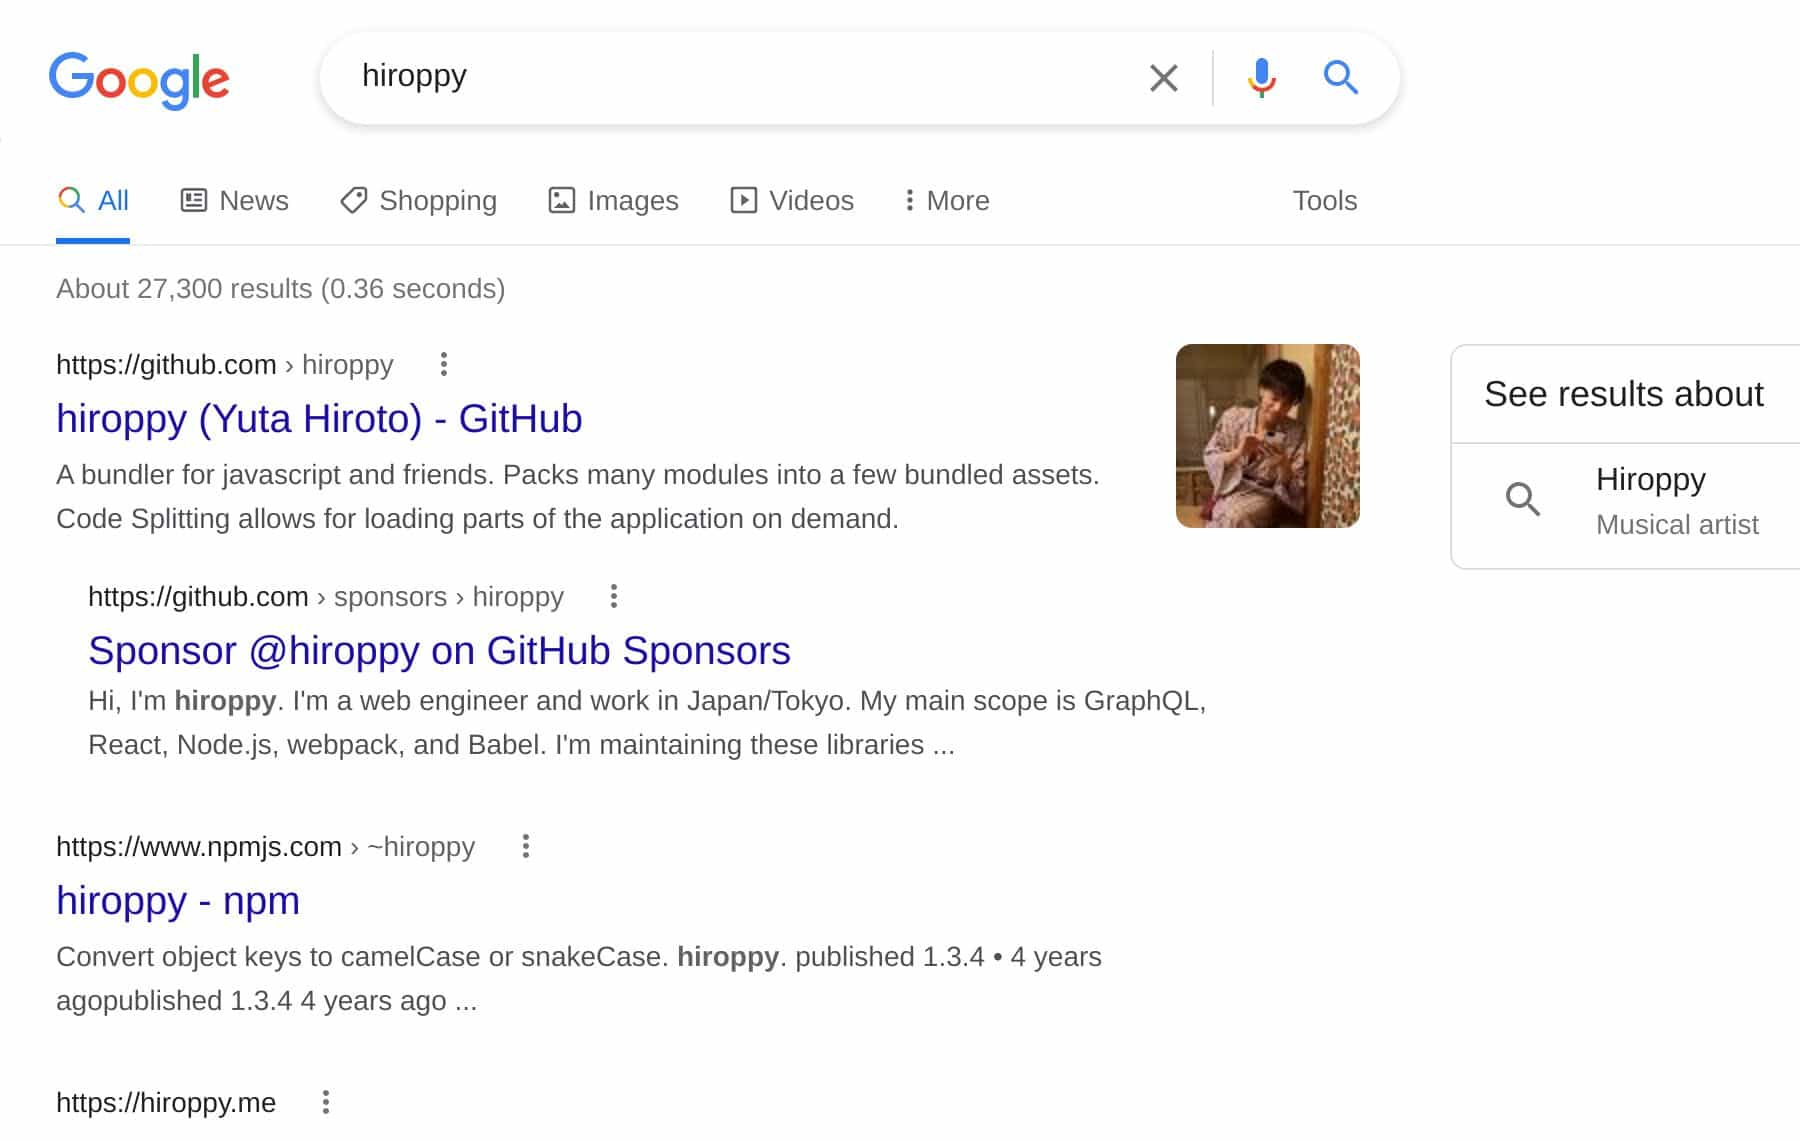 Google
hiroppy
All
News
Shopping
Images
Videos
More
Tools
About 27,300 results (0.36 seconds)
https://github.com › hiroppy
hiroppy (Yuta Hiroto) - GitHub
A bundler for javascript and friends. Packs many modules into a few bundled assets.
Code Splitting allows for loading parts of the application on demand.
https://github.com › sponsors › hiroppy
Sponsor @hiroppy on GitHub Sponsors
Hi, I'm hiroppy. I'm a web engineer and work in Japan/Tokyo. My main scope is GraphQL,
React, Node.js, webpack, and Babel. I'm maintaining these libraries ...
https://www.npmjs.com › ~hiroppy
hiroppy - npm
Convert object keys to camelCase or snakeCase. hiroppy. published 1.3.4 • 4 years
agopublished 1.3.4 4 years ago ...
https://hiroppy.me
See results about
Hiroppy
Musical artist